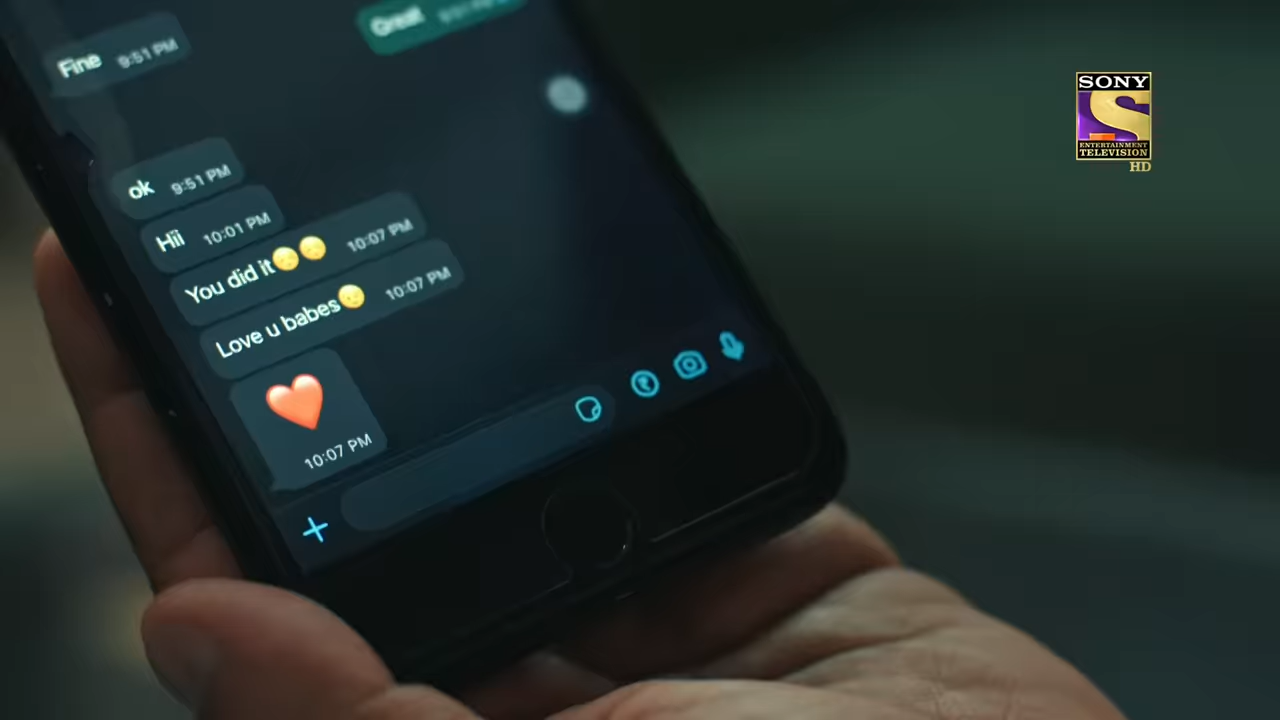 Great
Fine 9:51 PM
ok 9:51 PM
Hii 10:01 PM
You did it😞😞 10:07 PM
Love u babes😘 10:07 PM
❤️
10:07 PM
SONY
ENTERTAINMENT
TELEVISION
HD